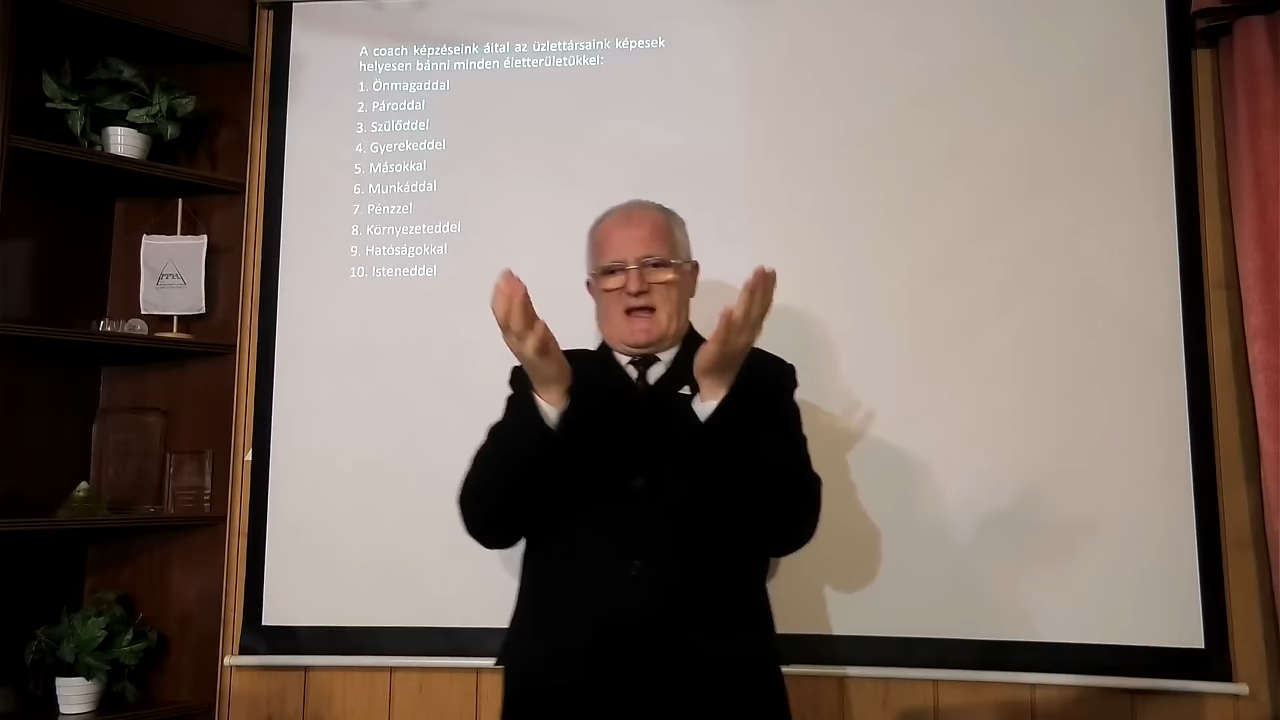 A coach képzéseink által az üzlettársaink képesek
helyesen bánni minden életterületükkel:
1. Önmagaddal
2. Pároddal
3. Szülőddel
4. Gyerekeddel
5. Másokkal
6. Munkáddal
7. Pénzzel
8. Környezeteddel
9. Hatóságokkal
10. Isteneddel